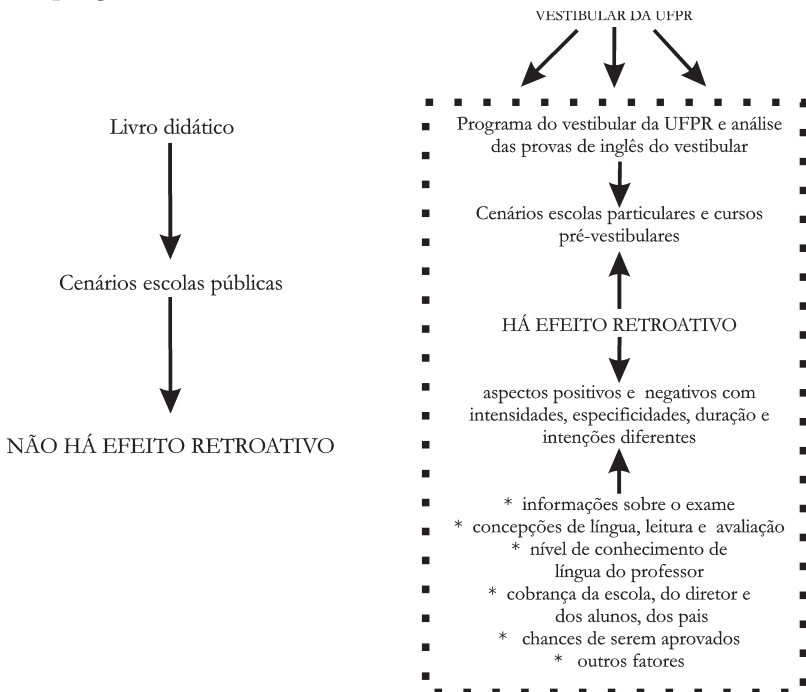 VESTIBULAR DA UFPR
Livro didático
Cenários escolas públicas
NÃO HÁ EFEITO RETROATIVO
Programa do vestibular da UFPR e análise
das provas de inglês do vestibular
Cenários escolas particulares e cursos
pré-vestibulares
HÁ EFEITO RETROATIVO
aspectos positivos e negativos com
intensidades, especificidades, duração e
intenções diferentes
* informações sobre o exame
* concepções de língua, leitura e avaliação
* nível de conhecimento de
língua do professor
* cobrança da escola, do diretor e
dos alunos, dos pais
* chances de serem aprovados
* outros fatores